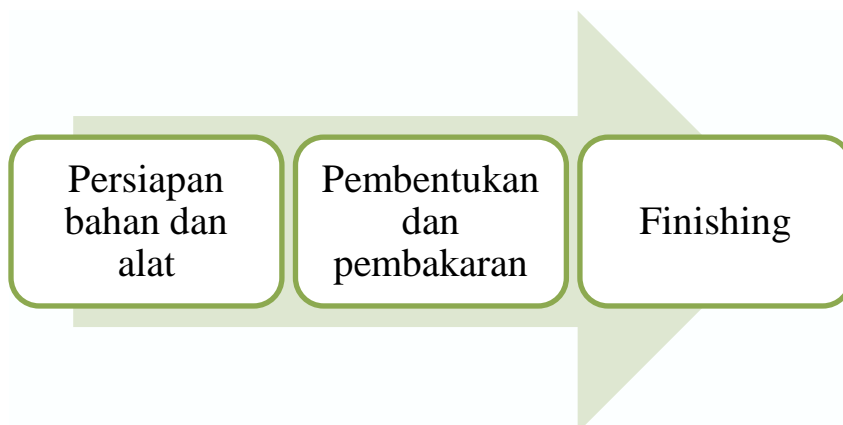 Persiapan
bahan dan
alat
Pembentukan
dan
pembakaran
Finishing